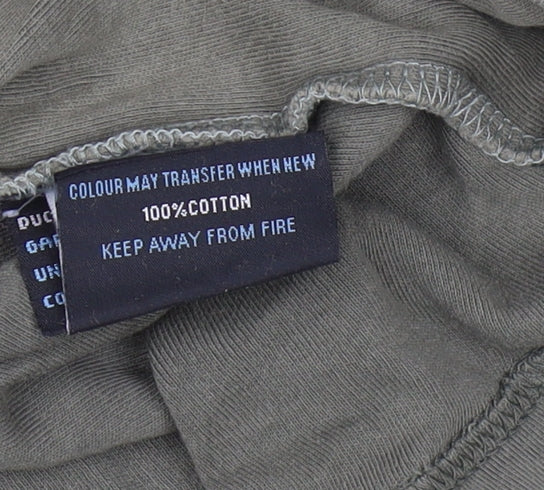 COLOUR MAY TRANSFER WHEN NEW
100%COTTON
KEEP AWAY FROM FIRE